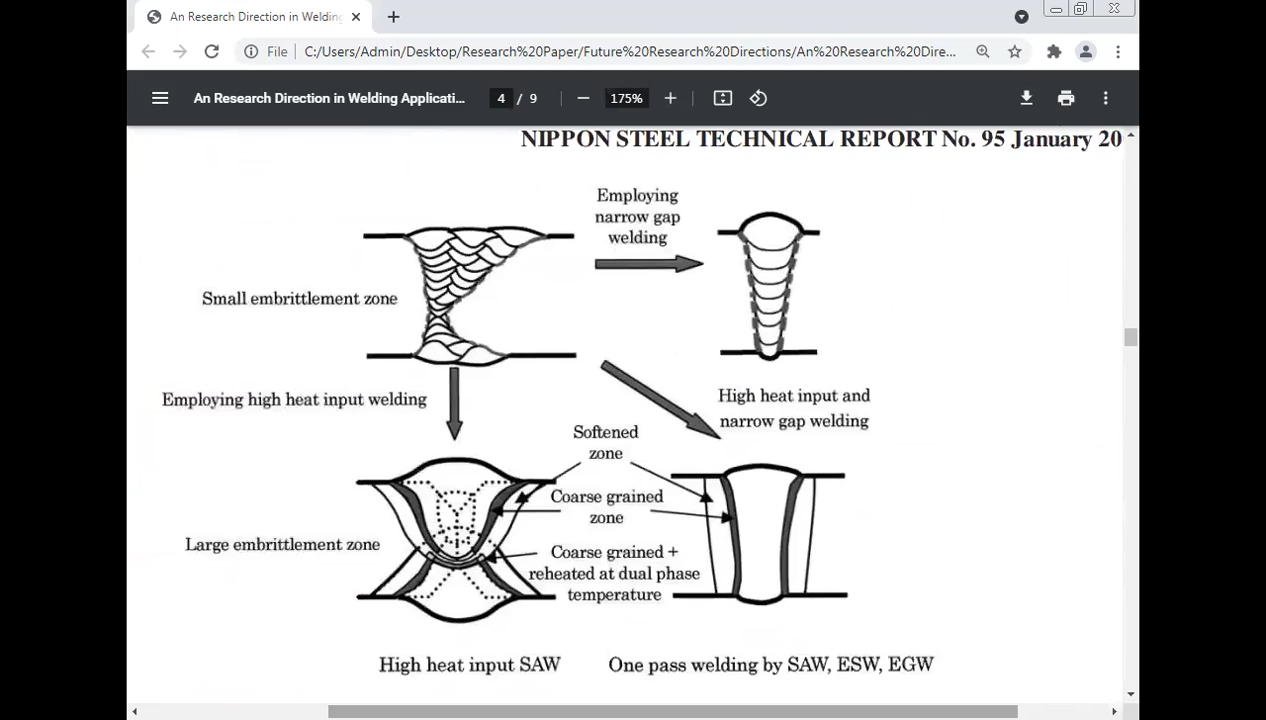 An Research Direction in Welding
File C:/Users/Admin/Desktop/Research%20Paper/Future%20Research%20Directions/An%20Research%20Dire...
An Research Direction in Welding Applicati...
4 / 9
175%
NIPPON STEEL TECHNICAL REPORT No. 95 January 20
Employing
narrow gap
welding
Small embrittlement zone
Employing high heat input welding
High heat input and
narrow gap welding
Softened
zone
Coarse grained
zone
Large embrittlement zone
Coarse grained +
reheated at dual phase
temperature
High heat input SAW
One pass welding by SAW, ESW, EGW